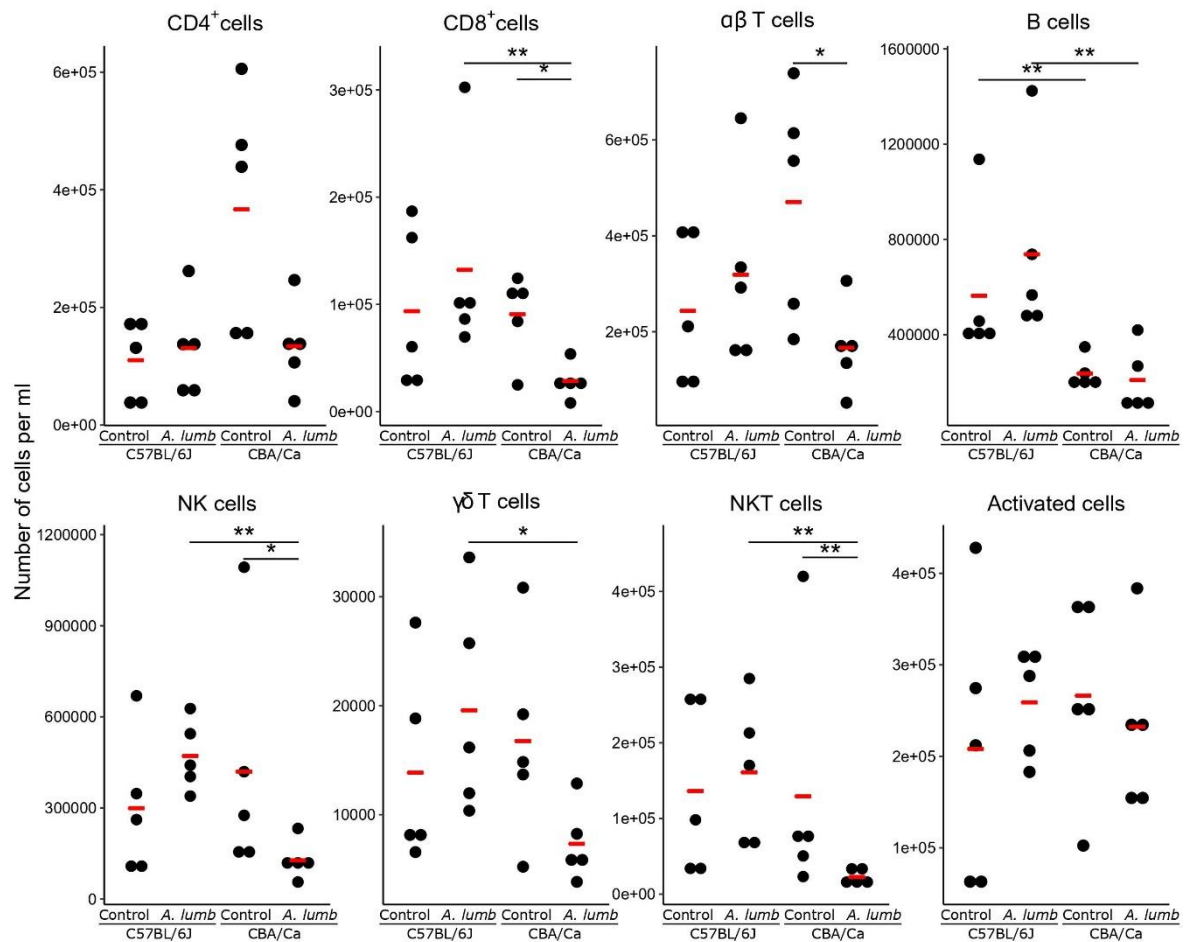 CD4+ cells
CD8+ cells
αβ T cells
B cells
6e+05
4e+05
2e+05
0e+00
3e+05
2e+05
1e+05
0e+00
6e+05
4e+05
2e+05
1600000
1200000
800000
400000
**
*
*
**
**
Control A. lumb Control A. lumb
C57BL/6J CBA/Ca
Control A. lumb Control A. lumb
C57BL/6J CBA/Ca
Control A. lumb Control A. lumb
C57BL/6J CBA/Ca
Control A. lumb Control A. lumb
C57BL/6J CBA/Ca
Number of cells per ml
NK cells
γδ T cells
NKT cells
Activated cells
1200000
900000
600000
300000
0
30000
20000
10000
4e+05
3e+05
2e+05
1e+05
0e+00
4e+05
3e+05
2e+05
1e+05
**
*
*
**
**
Control A. lumb Control A. lumb
C57BL/6J CBA/Ca
Control A. lumb Control A. lumb
C57BL/6J CBA/Ca
Control A. lumb Control A. lumb
C57BL/6J CBA/Ca
Control A. lumb Control A. lumb
C57BL/6J CBA/Ca